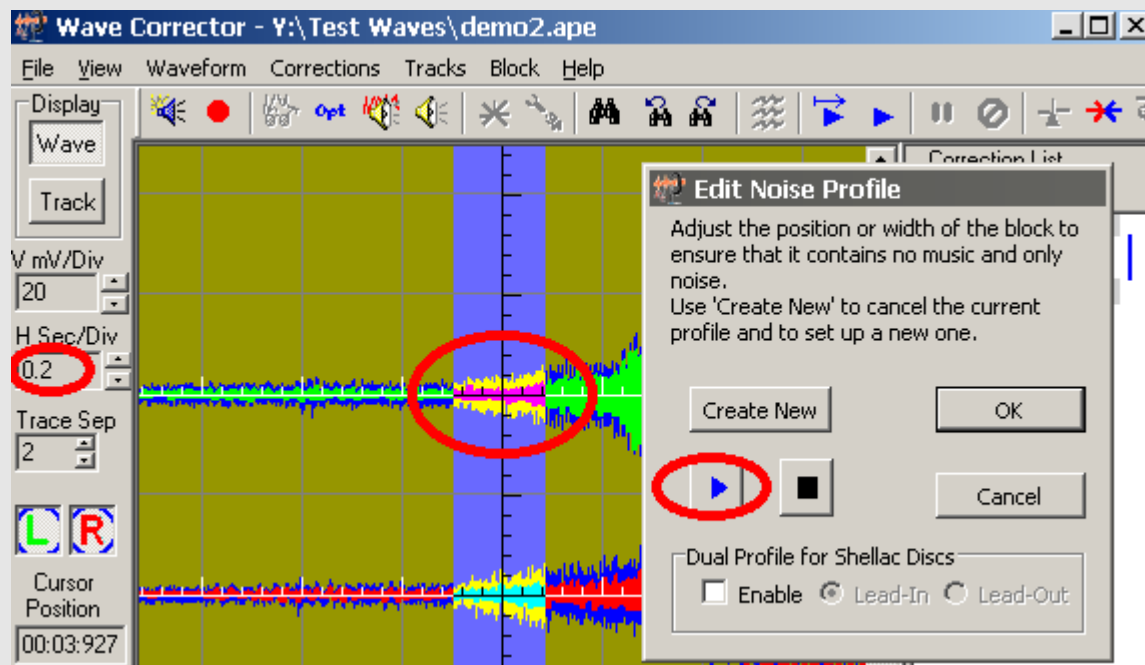 Wave Corrector - Y:\Test Waves\demo2.ape
File View Waveform Corrections Tracks Block Help
Display
Wave
Track
V mV/Div
20
H Sec/Div
0.2
Trace Sep
2
L R
Cursor
Position
00:03:927
Opt
Correction List
Edit Noise Profile
Adjust the position or width of the block to
ensure that it contains no music and only
noise.
Use 'Create New' to cancel the current
profile and to set up a new one.
Create New
OK
Cancel
Dual Profile for Shellac Discs
Enable Lead-In Lead-Out